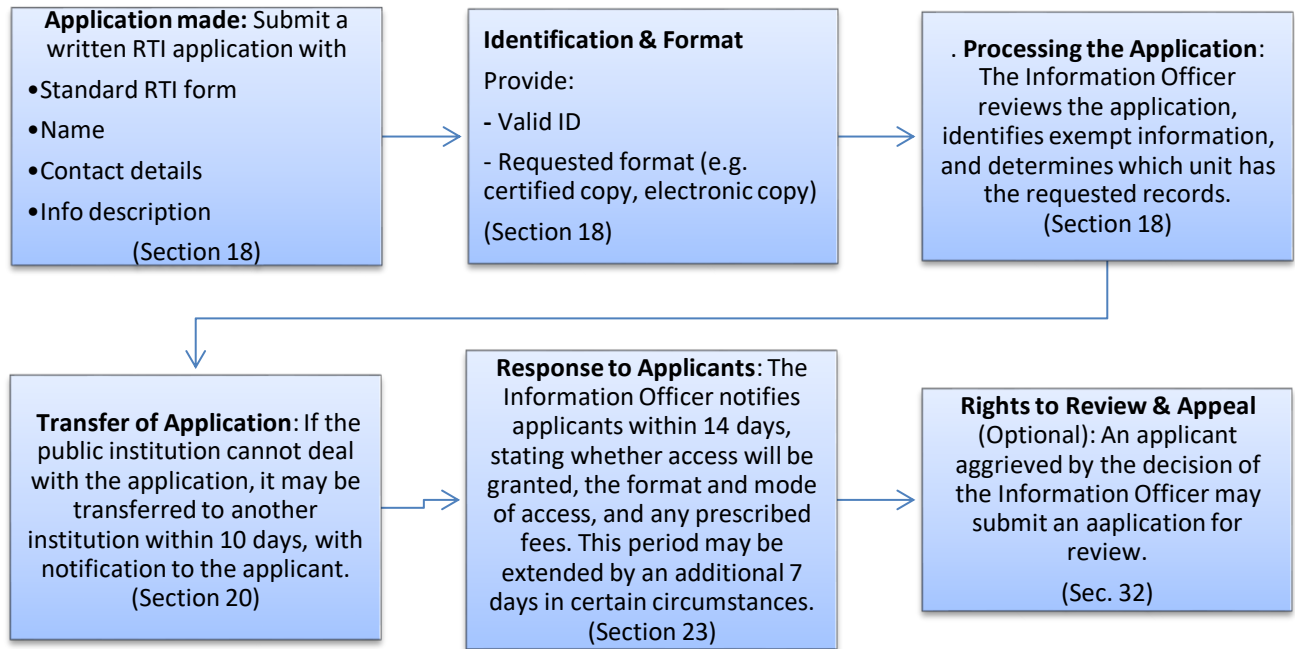 Application made: Submit a
written RTI application with
•Standard RTI form
•Name
•Contact details
•Info description
(Section 18)
Identification & Format
Provide:
- Valid ID
- Requested format (e.g.
certified copy, electronic copy)
(Section 18)
. Processing the Application:
The Information Officer
reviews the application,
identifies exempt information,
and determines which unit has
the requested records.
(Section 18)
Transfer of Application: If the
public institution cannot deal
with the application, it may be
transferred to another
institution within 10 days, with
notification to the applicant.
(Section 20)
Response to Applicants: The
Information Officer notifies
applicants within 14 days,
stating whether access will be
granted, the format and mode
of access, and any prescribed
fees. This period may be
extended by an additional 7
days in certain circumstances.
(Section 23)
Rights to Review & Appeal
(Optional): An applicant
aggrieved by the decision of
the Information Officer may
submit an aaplication for
review.
(Sec. 32)